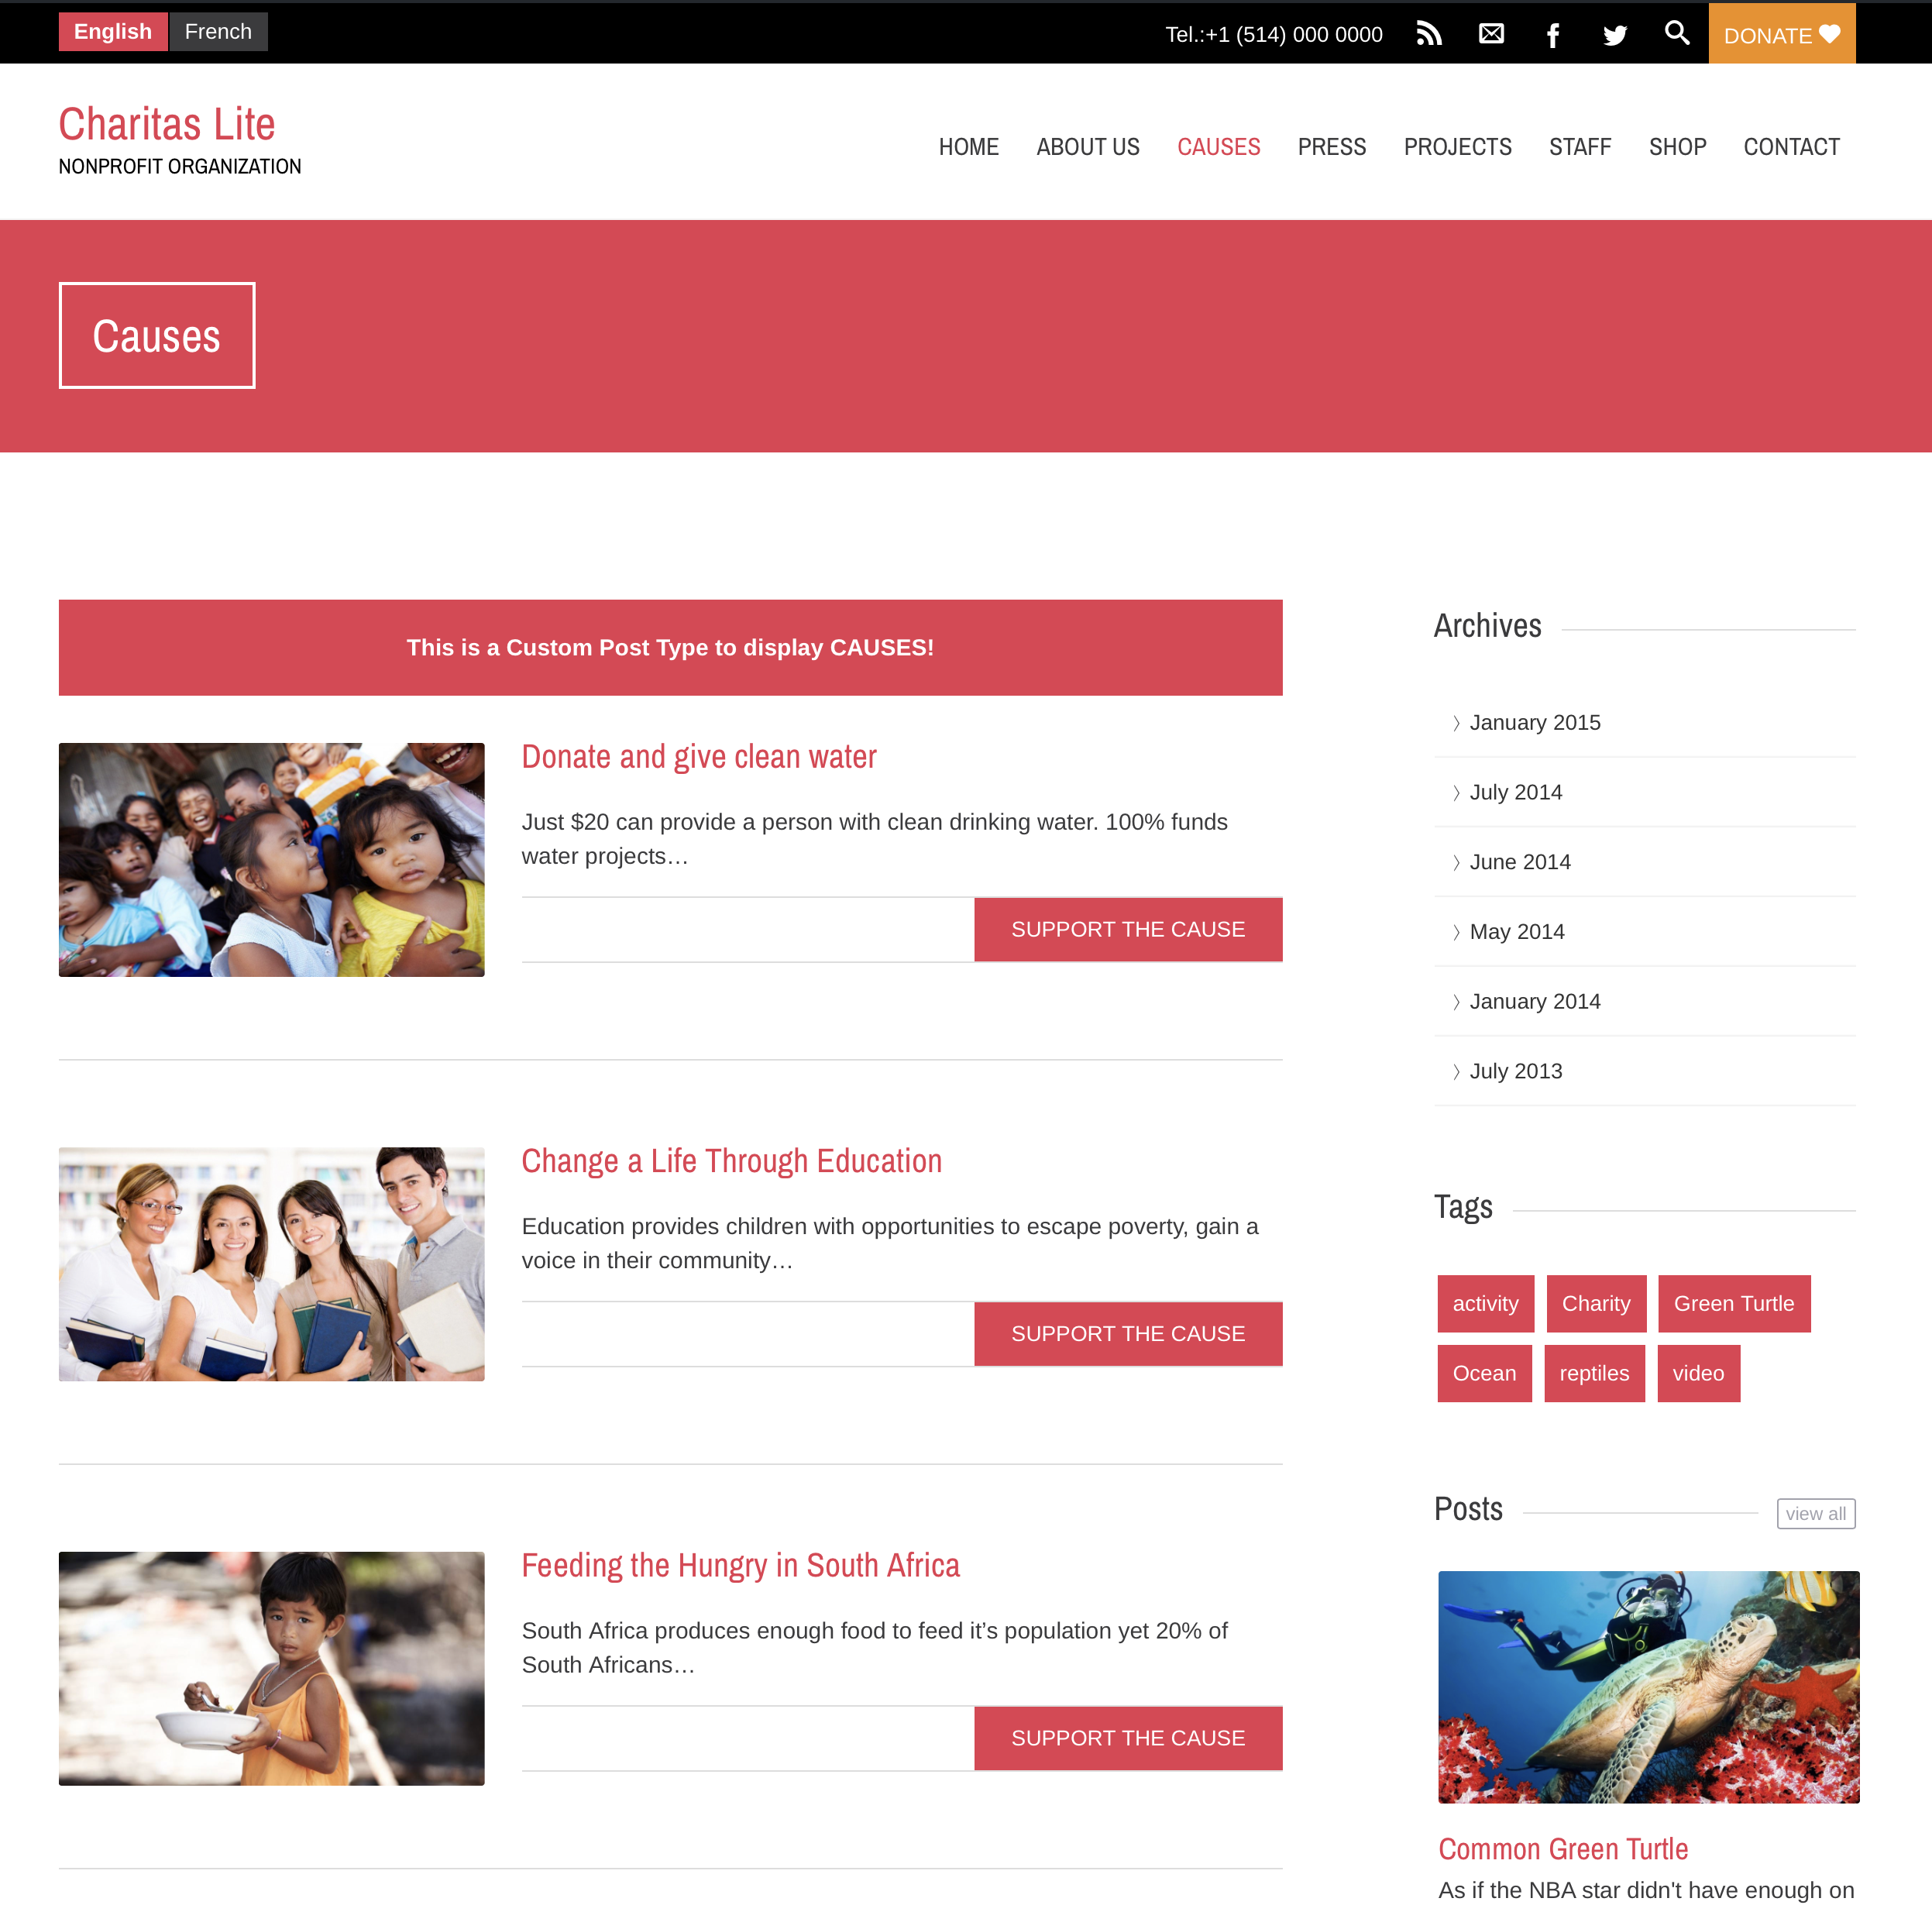 English
French
Tel.:+1 (514) 000 0000
DONATE
Charitas Lite
NONPROFIT ORGANIZATION
HOME
ABOUT US
CAUSES
PRESS
PROJECTS
STAFF
SHOP
CONTACT
Causes
This is a Custom Post Type to display CAUSES!
Donate and give clean water
Just $20 can provide a person with clean drinking water. 100% funds
water projects…
SUPPORT THE CAUSE
Change a Life Through Education
Education provides children with opportunities to escape poverty, gain a
voice in their community…
SUPPORT THE CAUSE
Feeding the Hungry in South Africa
South Africa produces enough food to feed it’s population yet 20% of
South Africans…
SUPPORT THE CAUSE
Archives
January 2015
July 2014
June 2014
May 2014
January 2014
July 2013
Tags
activity
Charity
Green Turtle
Ocean
reptiles
video
Posts
view all
Common Green Turtle
As if the NBA star didn't have enough on